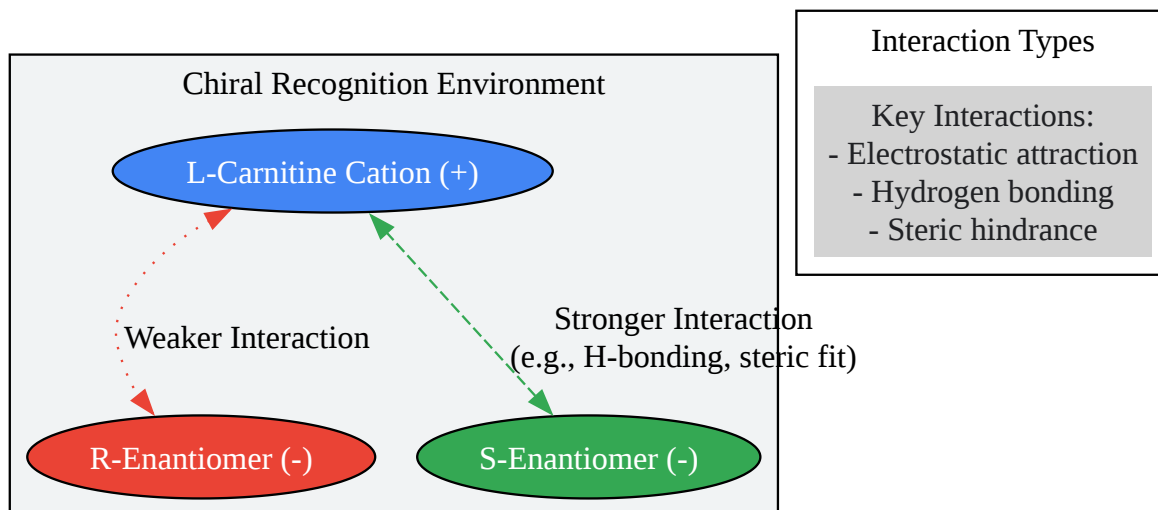 Chiral Recognition Environment
L-Carnitine Cation (+)
Weaker Interaction
Stronger Interaction
(e.g., H-bonding, steric fit)
R-Enantiomer (-)
S-Enantiomer (-)
Interaction Types
Key Interactions:
- Electrostatic attraction
- Hydrogen bonding
- Steric hindrance